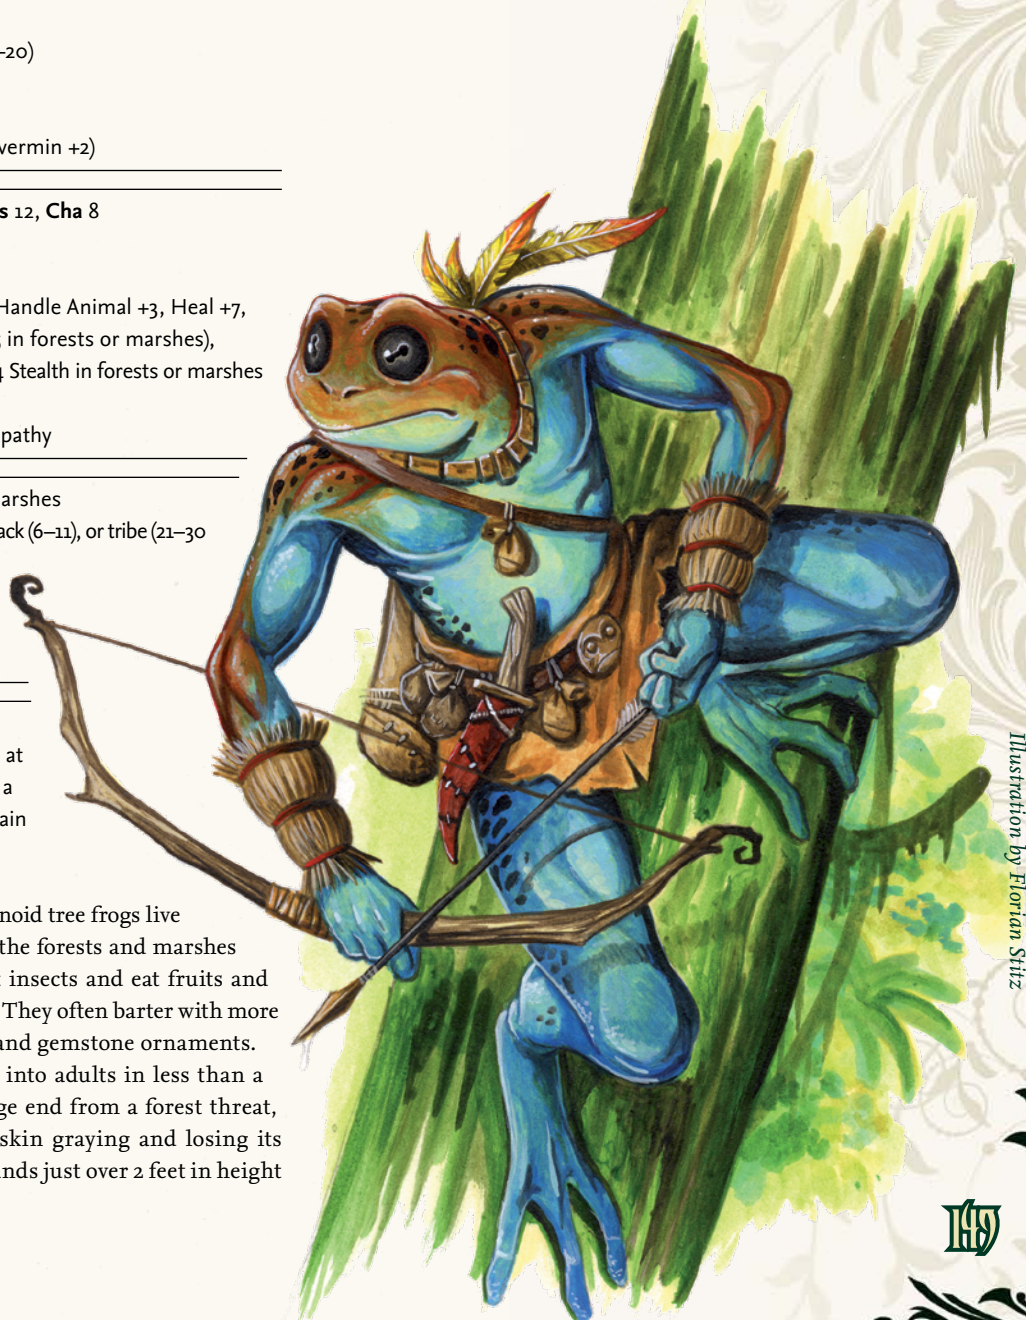 –20)
vermin +2)
s 12, Cha 8
Handle Animal +3, Heal +7,
in forests or marshes),
4 Stealth in forests or marshes
pathy
arshes
ack (6–11), or tribe (21–30
at
a
ain
noid tree frogs live
the forests and marshes
insects and eat fruits and
They often barter with more
and gemstone ornaments.
into adults in less than a
ge end from a forest threat,
skin graying and losing its
nds just over 2 feet in height
Illustration by Florian Stitz
149